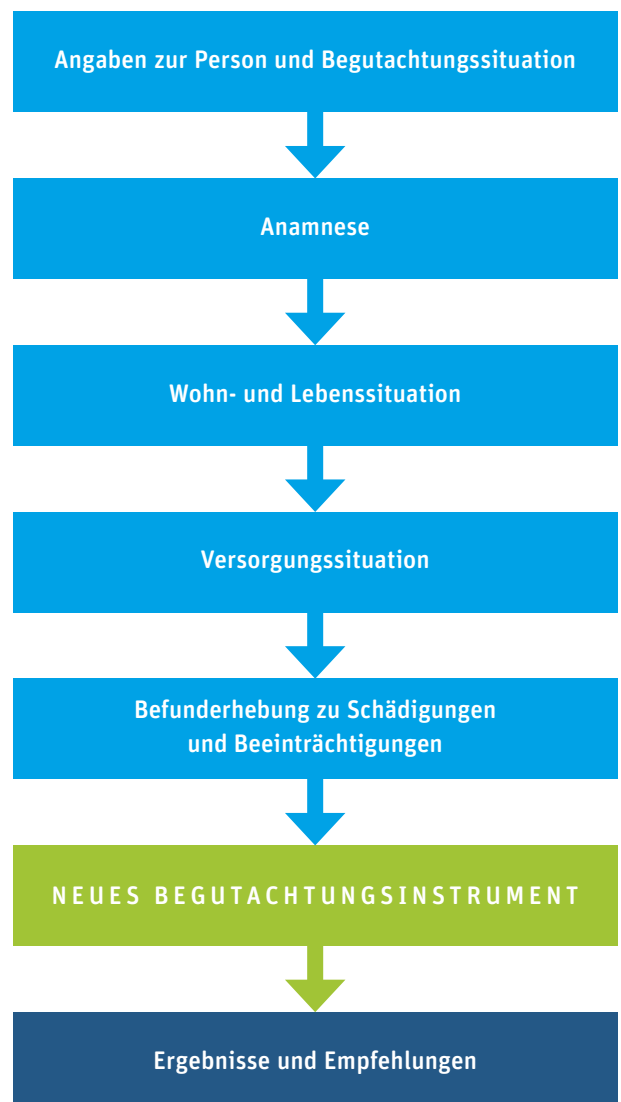 Angaben zur Person und Begutachtungssituation
Anamnese
Wohn- und Lebenssituation
Versorgungssituation
Befunderhebung zu Schädigungen
und Beeinträchtigungen
NEUES BEGUTACHTUNGSINSTRUMENT
Ergebnisse und Empfehlungen